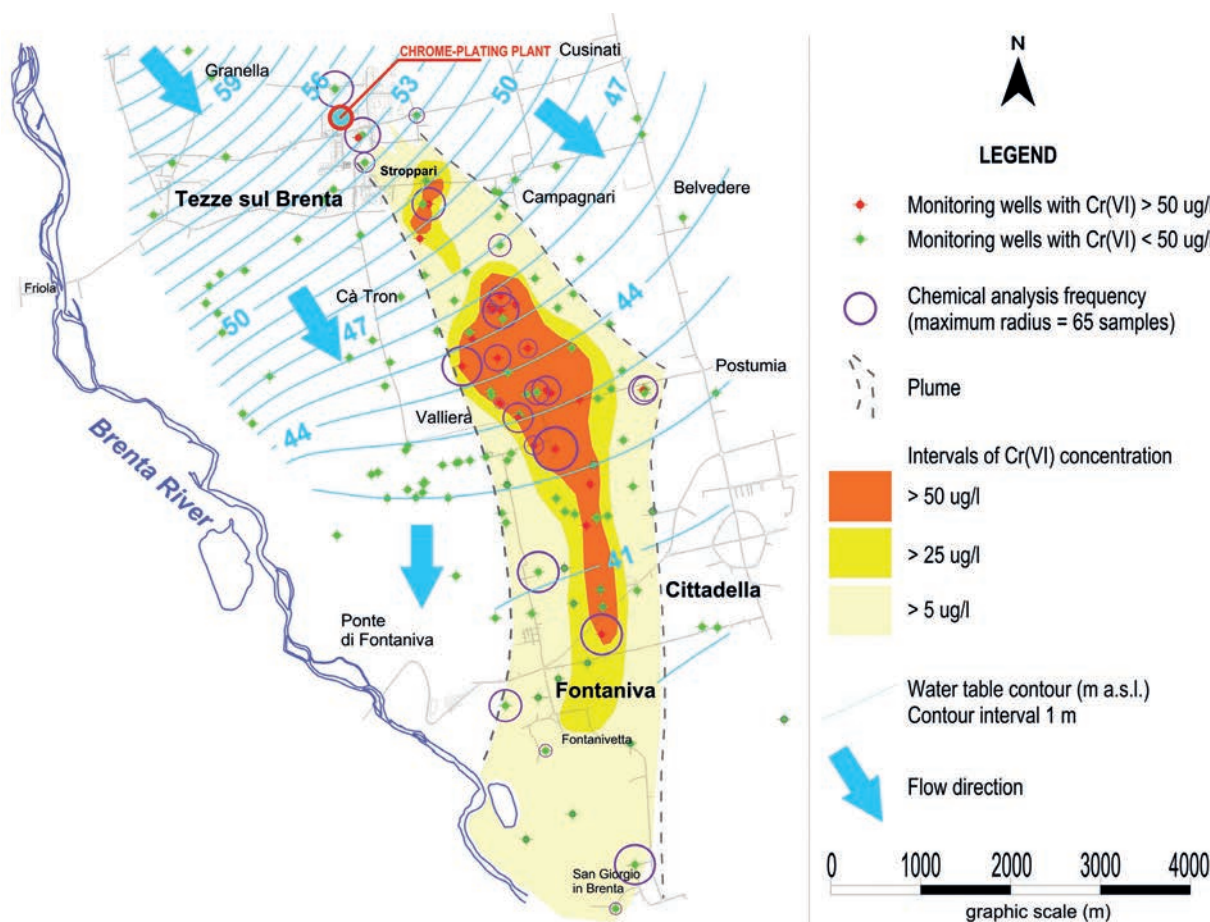 CHROME-PLATING PLANT
Cusinati
Granella
59
56
53
50
47
Stroppari
Tezze sul Brenta
Campagnari
Belvedere
Friola
Cà Tron
50
47
44
Postumia
Valliera
44
Brenta River
41
Cittadella
Ponte
di Fontaniva
Fontaniva
Fontanivetta
San Giorgio
in Brenta
N
LEGEND
Monitoring wells with Cr(VI) > 50 ug/l
Monitoring wells with Cr(VI) < 50 ug/l
Chemical analysis frequency
(maximum radius = 65 samples)
Plume
Intervals of Cr(VI) concentration
> 50 ug/l
> 25 ug/l
> 5 ug/l
Water table contour (m a.s.l.)
Contour interval 1 m
Flow direction
0 1000 2000 3000 4000
graphic scale (m)